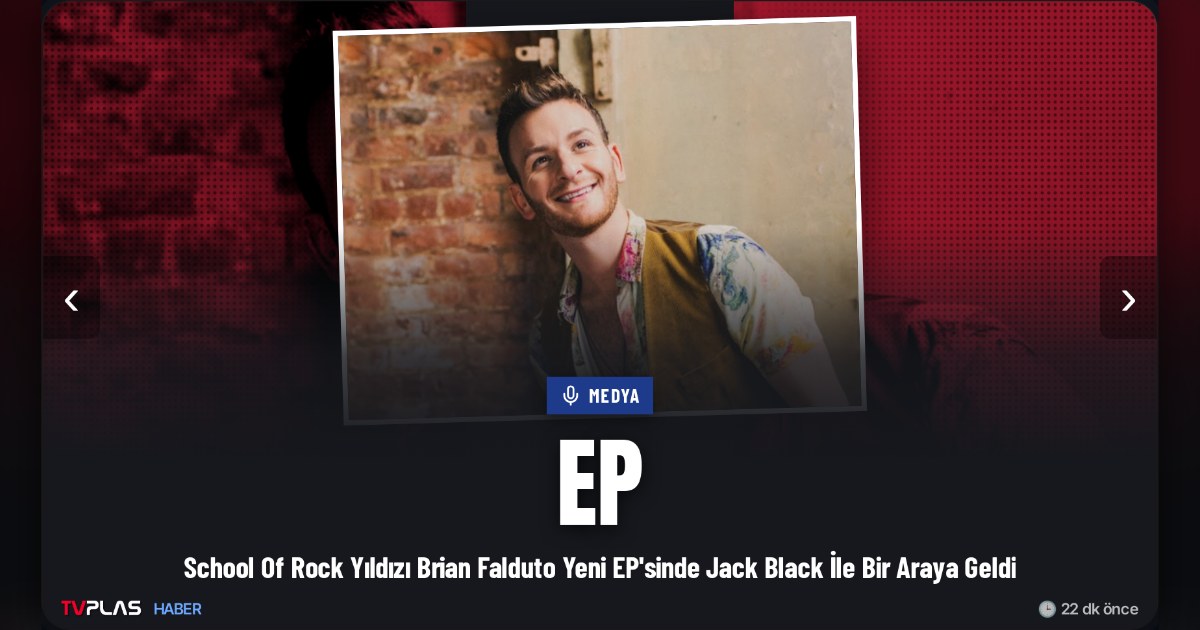 MEDYA
EP
School Of Rock Yıldızı Brian Falduto Yeni EP'sinde Jack Black İle Bir Araya Geldi
TVPLAS HABER
22 dk önce